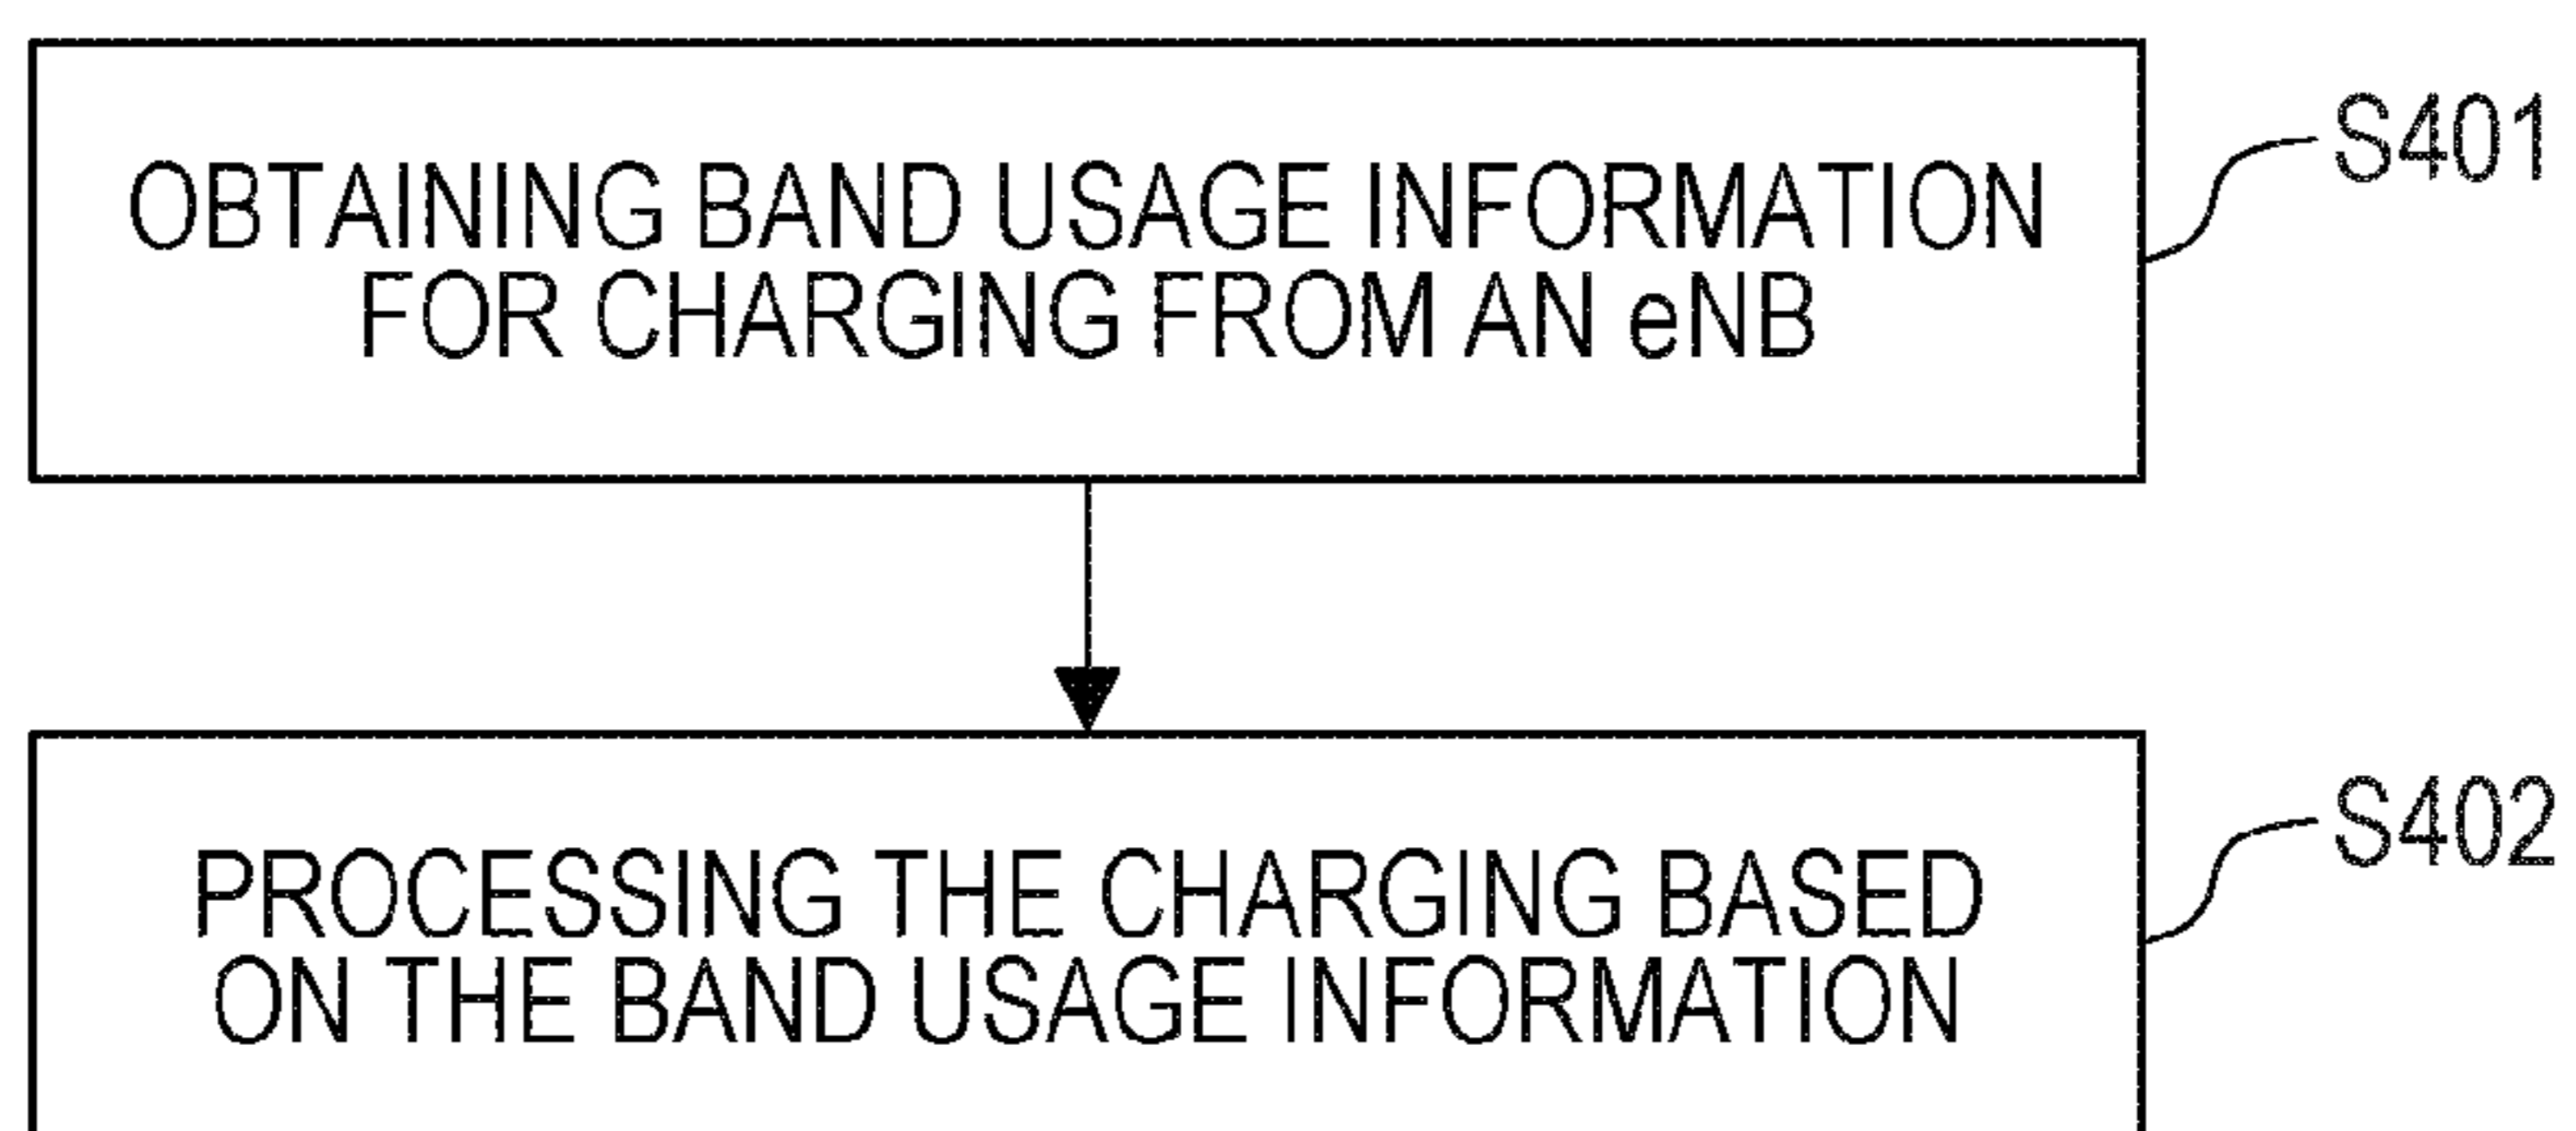 OBTAINING BAND USAGE INFORMATION
FOR CHARGING FROM AN eNB
S401
PROCESSING THE CHARGING BASED
ON THE BAND USAGE INFORMATION
S402